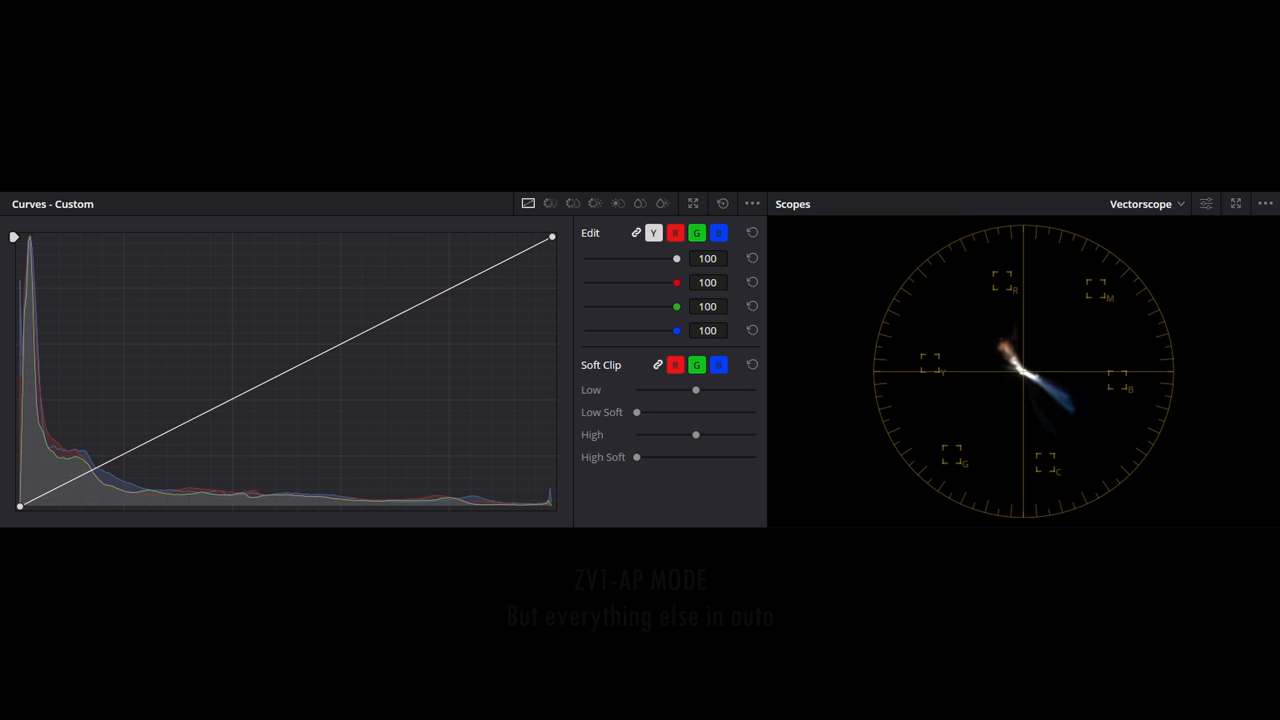 Curves - Custom
Scopes
Vectorscope
Edit
Y
R
G
B
100
100
100
100
Soft Clip
R
G
B
Low
Low Soft
High
High Soft
R
M
Y
B
G
C
ZV1-AP MODE
But everything else in auto